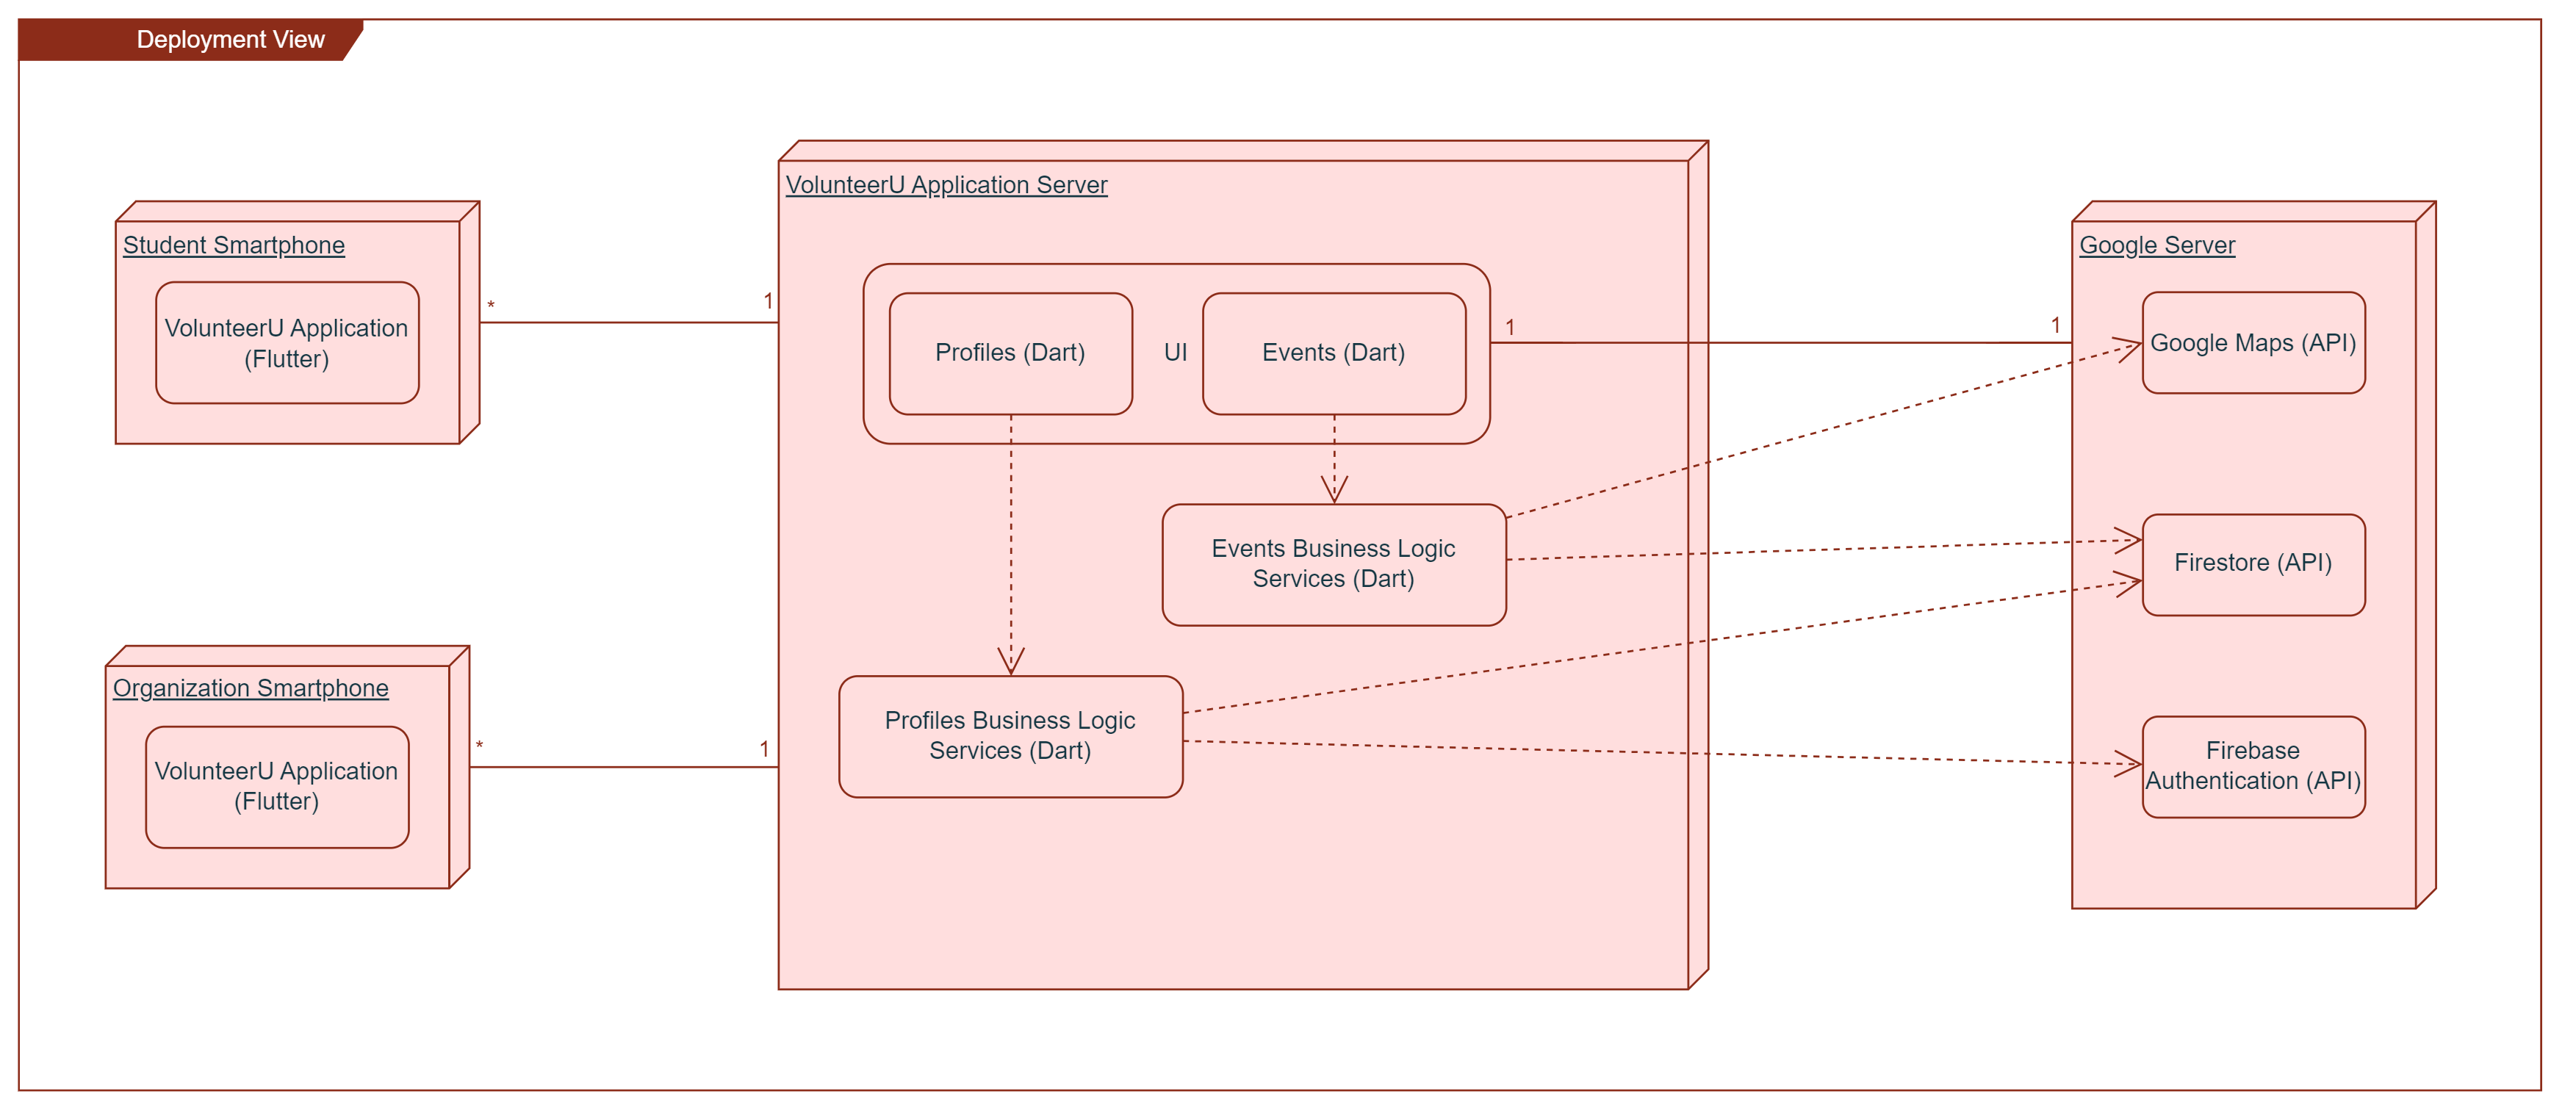 Deployment View
Student Smartphone
VolunteerU Application
(Flutter)
*
1
Organization Smartphone
VolunteerU Application
(Flutter)
*
1
VolunteerU Application Server
Profiles (Dart)
UI
Events (Dart)
1
1
Events Business Logic
Services (Dart)
Profiles Business Logic
Services (Dart)
Google Server
Google Maps (API)
Firestore (API)
Firebase
Authentication (API)